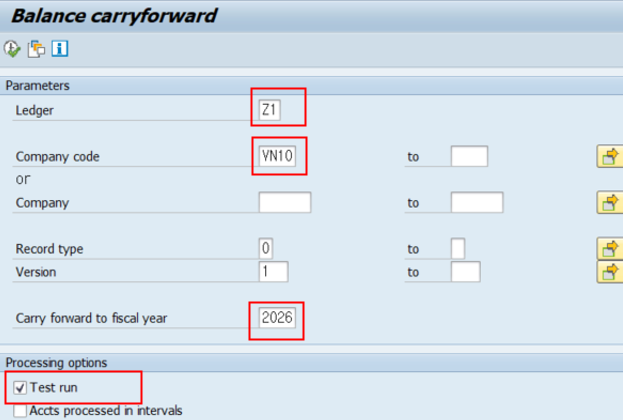 Balance carryforward
Parameters
Ledger Z1
Company code VN10 to
or
Company to
Record type 0 to
Version 1 to
Carry forward to fiscal year 2026
Processing options
Test run
Accts processed in intervals